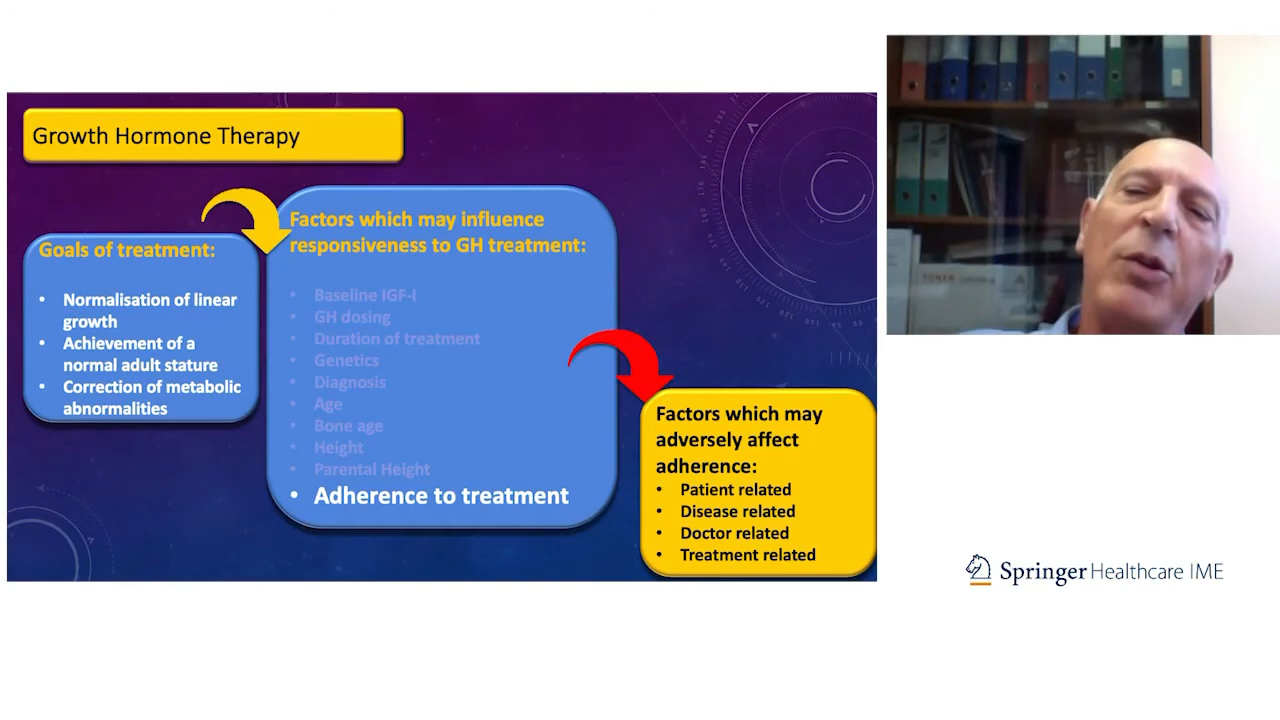 Growth Hormone Therapy
Goals of treatment:
• Normalisation of linear
growth
• Achievement of a
normal adult stature
• Correction of metabolic
abnormalities
Factors which may influence
responsiveness to GH treatment:
• Baseline IGF-I
• GH dosing
• Duration of treatment
• Genetics
• Diagnosis
• Age
• Bone age
• Height
• Parental Height
• Adherence to treatment
Factors which may
adversely affect
adherence:
• Patient related
• Disease related
• Doctor related
• Treatment related
Springer Healthcare IME